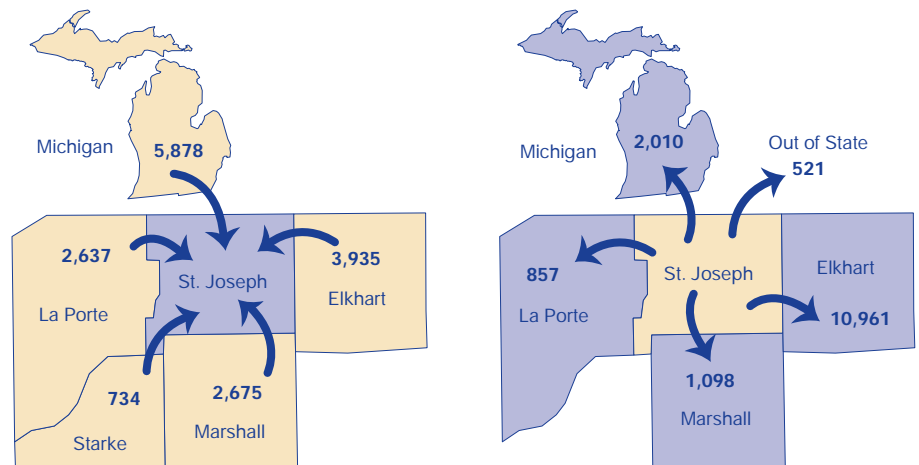 Michigan
5,878
2,637
La Porte
St. Joseph
3,935
Elkhart
734
Starke
2,675
Marshall
Michigan
2,010
Out of State
521
857
La Porte
St. Joseph
Elkhart
10,961
1,098
Marshall